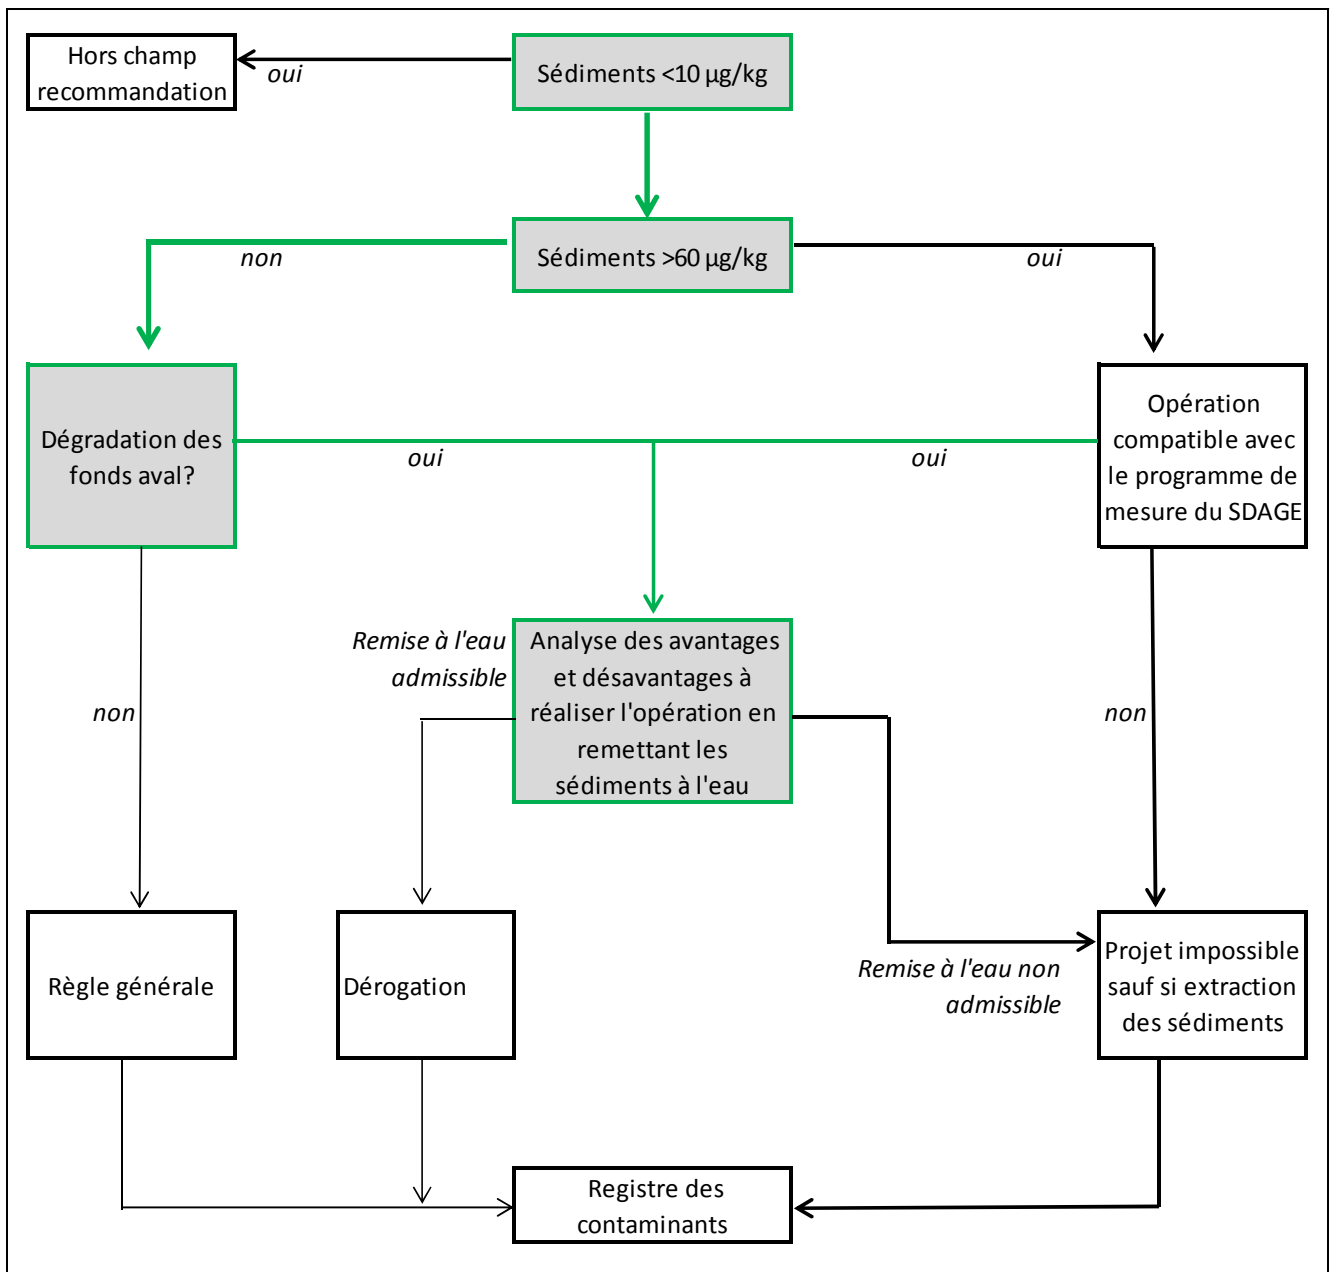 Hors champ
recommandation
oui
Sédiments <10 µg/kg
non
Sédiments >60 µg/kg
oui
Dégradation des
fonds aval?
oui
oui
Opération
compatible avec
le programme de
mesure du SDAGE
Remise à l'eau
admissible
Analyse des avantages
et désavantages à
réaliser l'opération en
remettant les
sédiments à l'eau
non
non
Règle générale
Dérogation
Remise à l'eau non
admissible
Projet impossible
sauf si extraction
des sédiments
Registre des
contaminants